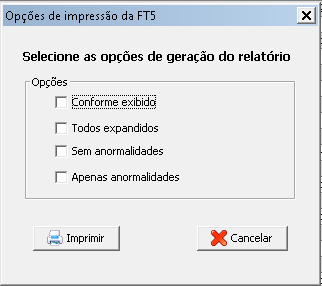 Opções de impressão da FT5
Selecione as opções de geração do relatório
Opções
Conforme exibido
Todos expandidos
Sem anormalidades
Apenas anormalidades
Imprimir
Cancelar